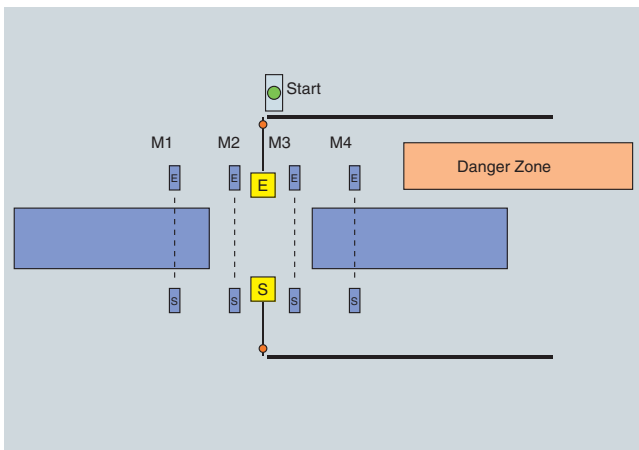 Start
M1 M2 M3 M4
Danger Zone
E E E E E
S
S S S S